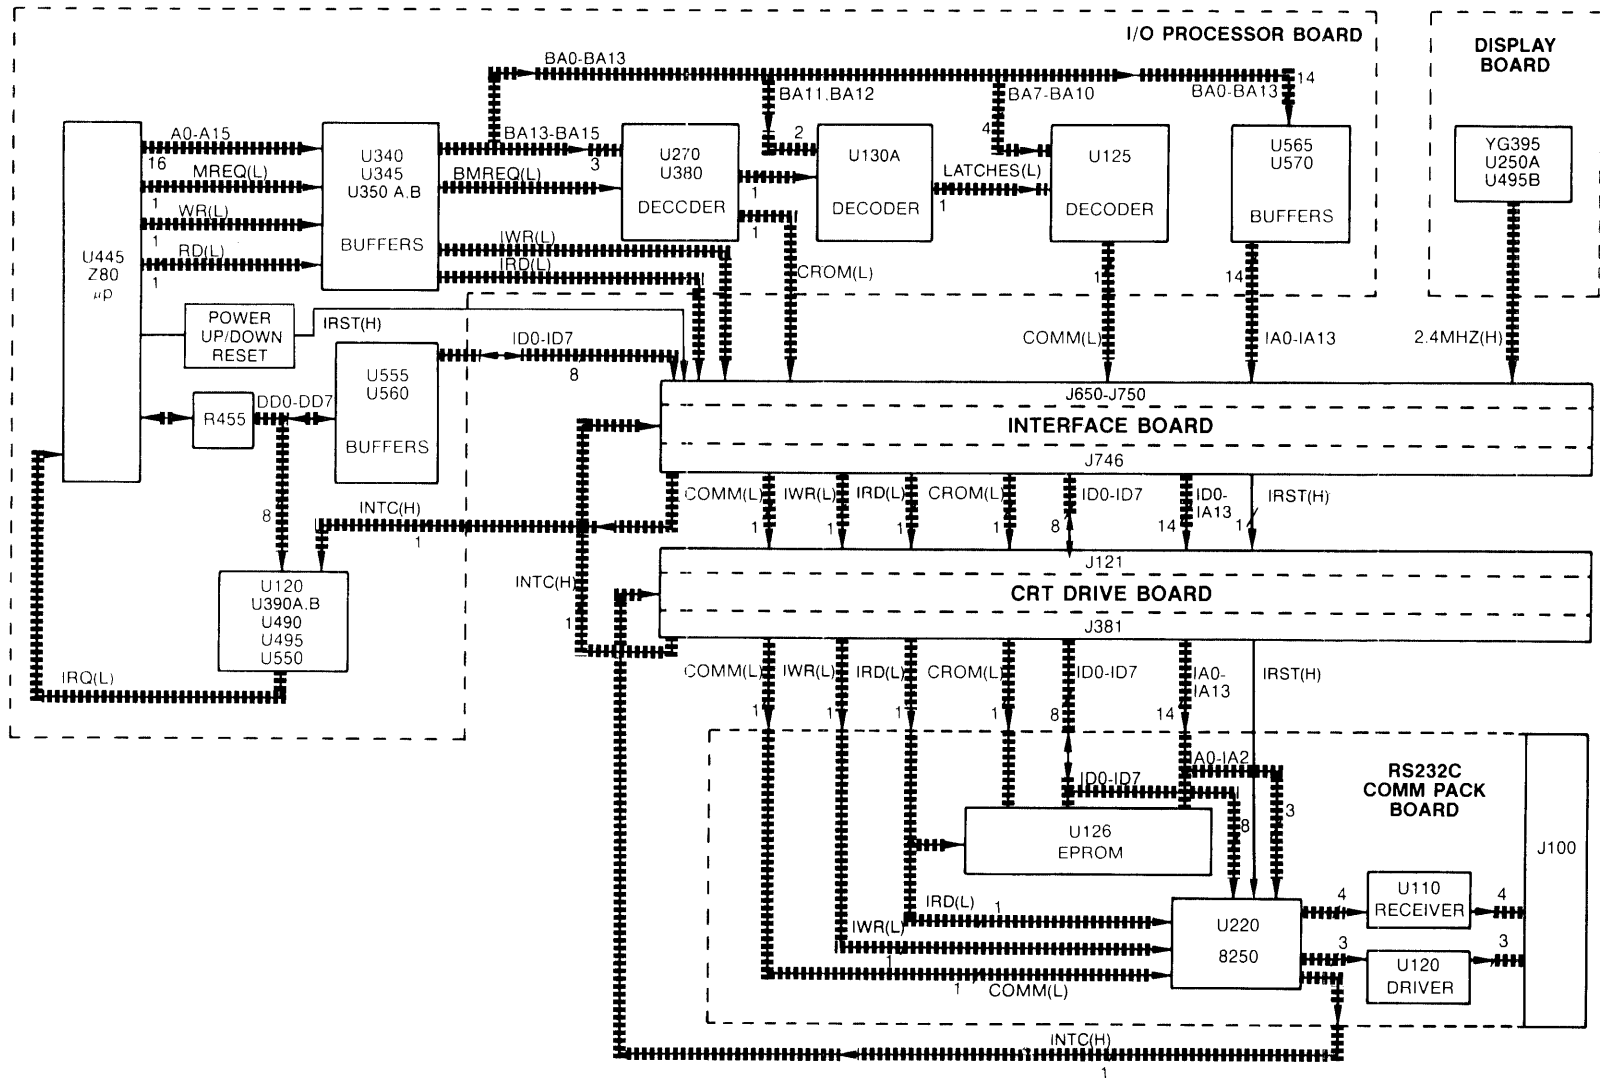 I/O PROCESSOR BOARD
DISPLAY
BOARD
BA0-BA13
BA11,BA12
BA7-BA10
BA0-BA13
14
A0-A15
16
MREQ(L)
1
WR(L)
1
RD(L)
1
U445
Z80
µp
U340
U345
U350 A.B
BUFFERS
BA13-BA15
3
BMREQ(L)
U270
U380
DECCDER
1
1
2
U130A
DECODER
LATCHES(L)
1
4
U125
DECODER
U565
U570
BUFFERS
YG395
U250A
U495B
IWR(L)
IRD(L)
CROM(L)
1
14
POWER
UP/DOWN
RESET
IRST(H)
COMM(L)
IA0-IA13
2.4MHZ(H)
ID0-ID7
8
U555
U560
BUFFERS
DD0-DD7
R455
8
J650-J750
INTERFACE BOARD
J746
INTC(H)
1
COMM(L)
1
IWR(L)
1
IRD(L)
1
CROM(L)
1
ID0-ID7
8
ID0-
IA13
14
IRST(H)
1
U120
U390A.B
U490
U495
U550
IRQ(L)
INTC(H)
1
J121
CRT DRIVE BOARD
J381
COMM(L)
1
IWR(L)
1
IRD(L)
1
CROM(L)
1
ID0-ID7
8
IA0-
IA13
14
IRST(H)
A0-IA2
ID0-ID7
8
3
RS232C
COMM PACK
BOARD
U126
EPROM
J100
IRD(L)
1
IWR(L)
1
1
COMM(L)
U220
8250
4
U110
RECEIVER
4
3
U120
DRIVER
3
INTC(H)
1